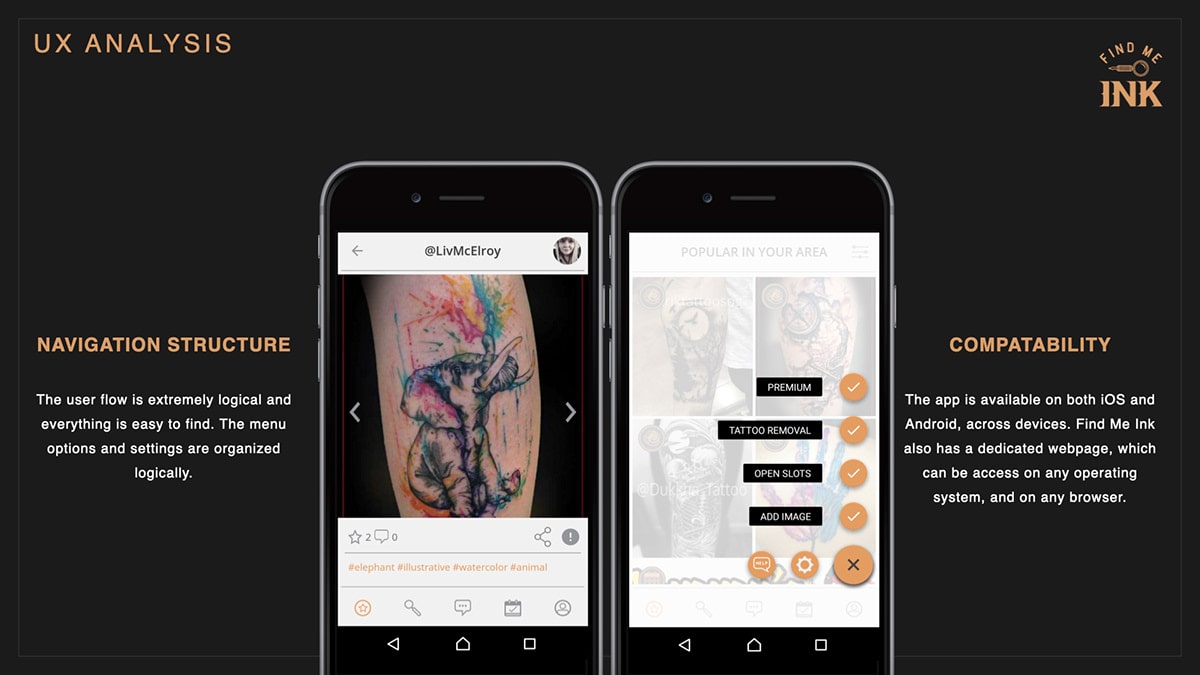 UX ANALYSIS
FIND ME
INK
NAVIGATION STRUCTURE
The user flow is extremely logical and
everything is easy to find. The menu
options and settings are organized
logically.
@LivMcElroy
2 0
#elephant #illustrative #watercolor #animal
POPULAR IN YOUR AREA
PREMIUM
TATTOO REMOVAL
OPEN SLOTS
ADD IMAGE
HELP
COMPATABILITY
The app is available on both iOS and
Android, across devices. Find Me Ink
also has a dedicated webpage, which
can be access on any operating
system, and on any browser.